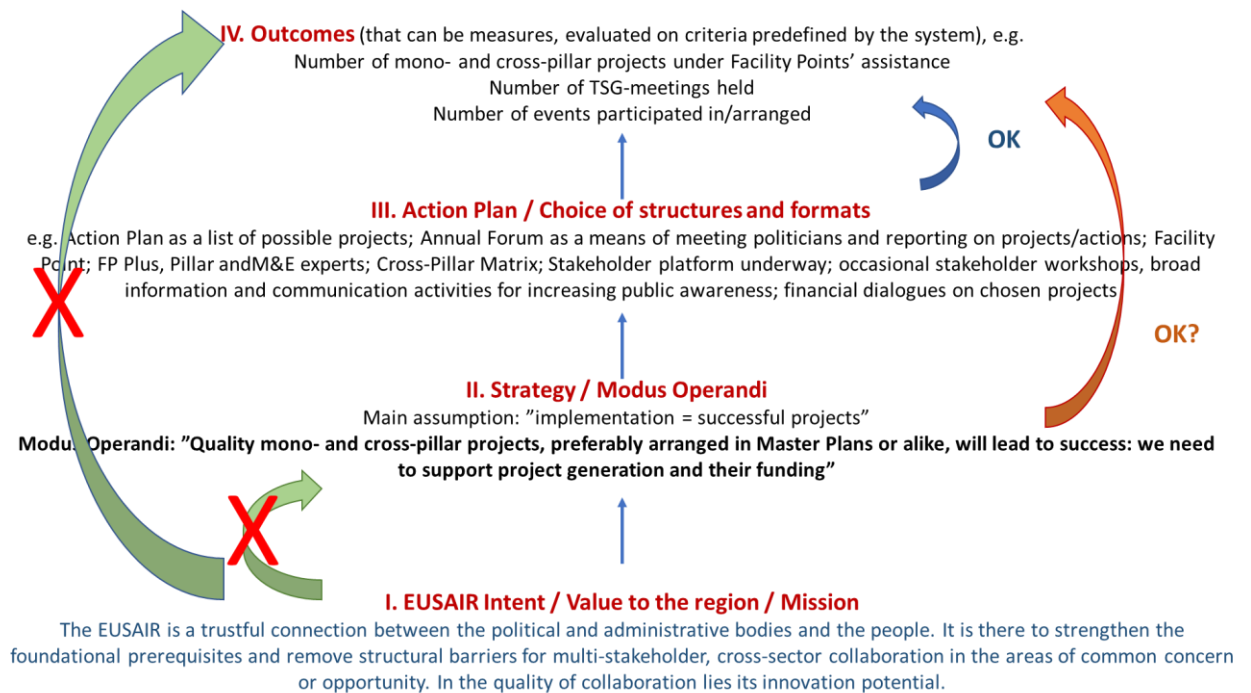 IV. Outcomes (that can be measures, evaluated on criteria predefined by the system), e.g.
Number of mono- and cross-pillar projects under Facility Points’ assistance
Number of TSG-meetings held
Number of events participated in/arranged
OK
III. Action Plan / Choice of structures and formats
e.g. Action Plan as a list of possible projects; Annual Forum as a means of meeting politicians and reporting on projects/actions; Facility
Point; FP Plus, Pillar andM&E experts; Cross-Pillar Matrix; Stakeholder platform underway; occasional stakeholder workshops, broad
information and communication activities for increasing public awareness; financial dialogues on chosen projects
X
OK?
II. Strategy / Modus Operandi
Main assumption: ”implementation = successful projects”
Modus Operandi: ”Quality mono- and cross-pillar projects, preferably arranged in Master Plans or alike, will lead to success: we need
to support project generation and their funding”
X
I. EUSAIR Intent / Value to the region / Mission
The EUSAIR is a trustful connection between the political and administrative bodies and the people. It is there to strengthen the
foundational prerequisites and remove structural barriers for multi-stakeholder, cross-sector collaboration in the areas of common concern
or opportunity. In the quality of collaboration lies its innovation potential.